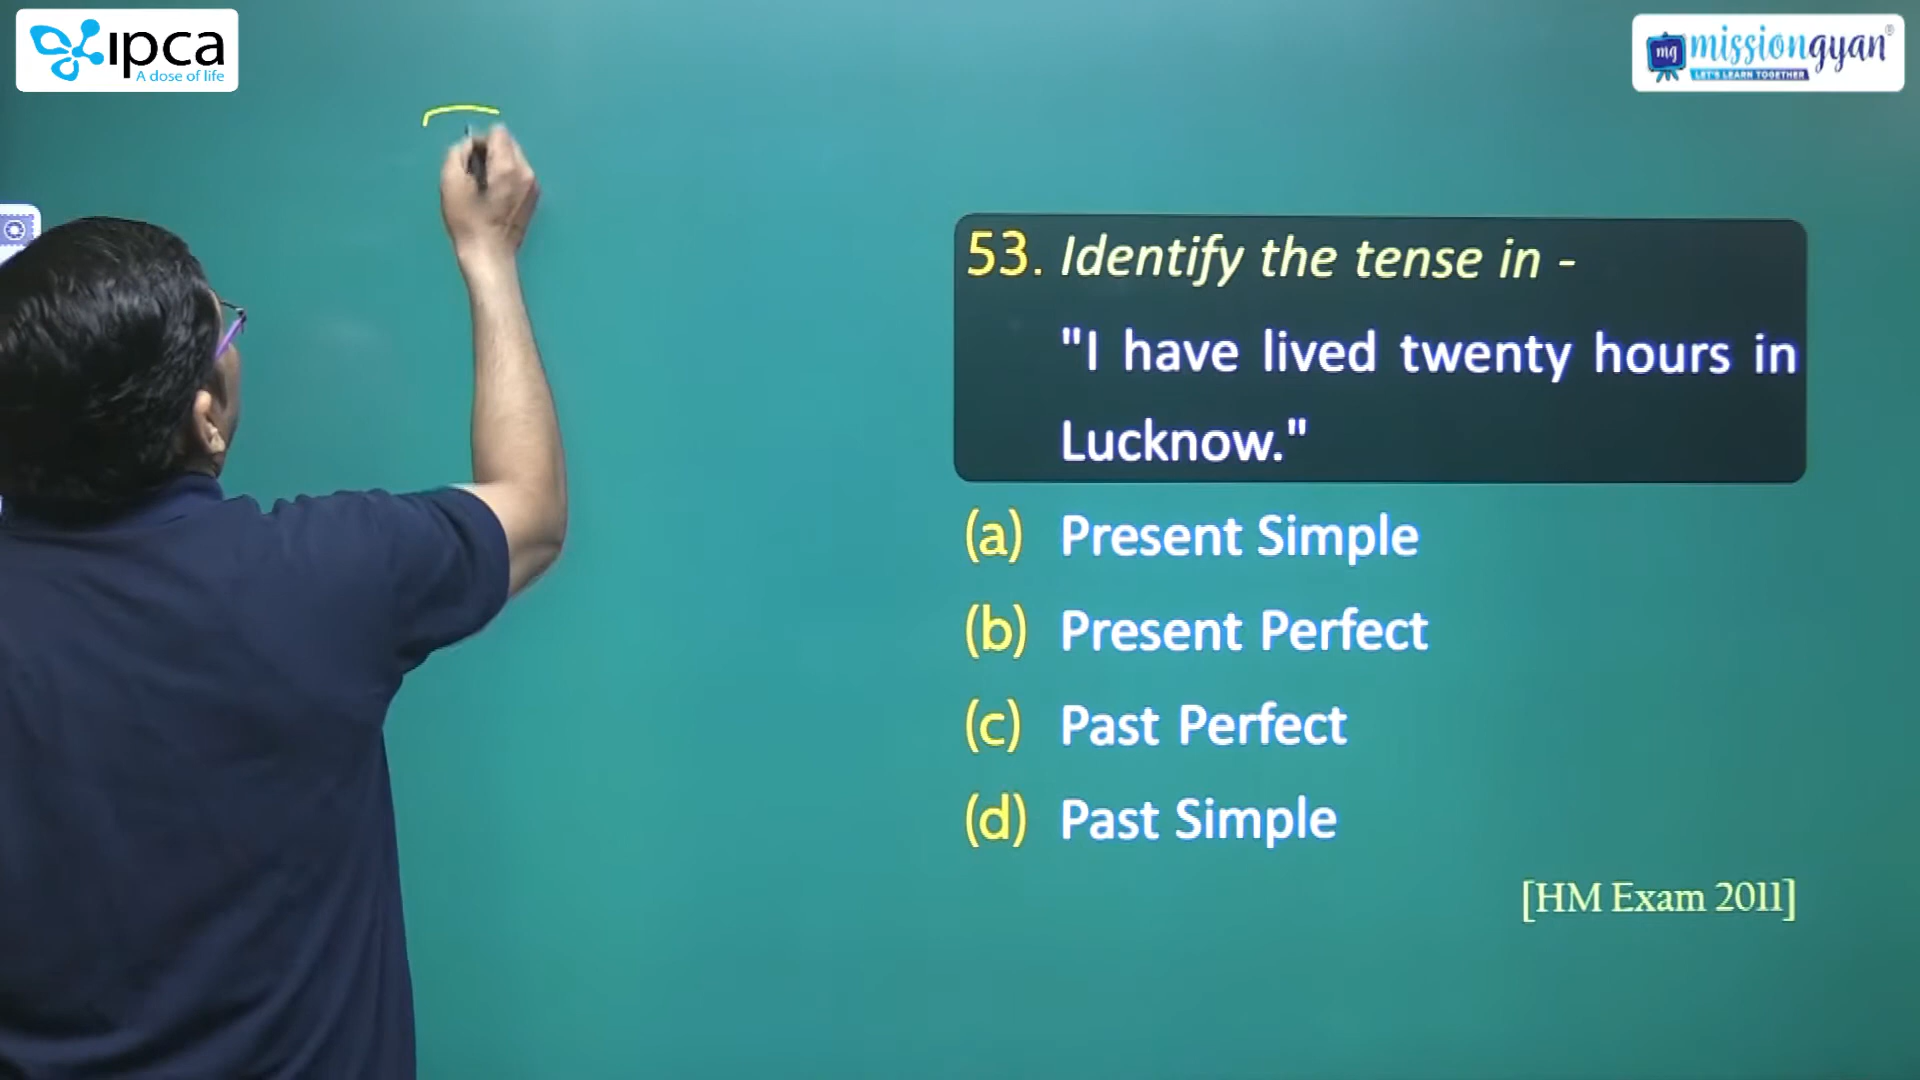 ipca
A dose of life
mg missiongyan®
LET'S LEARN TOGETHER
53. Identify the tense in -
"I have lived twenty hours in
Lucknow."
(a) Present Simple
(b) Present Perfect
(c) Past Perfect
(d) Past Simple
[HM Exam 2011]